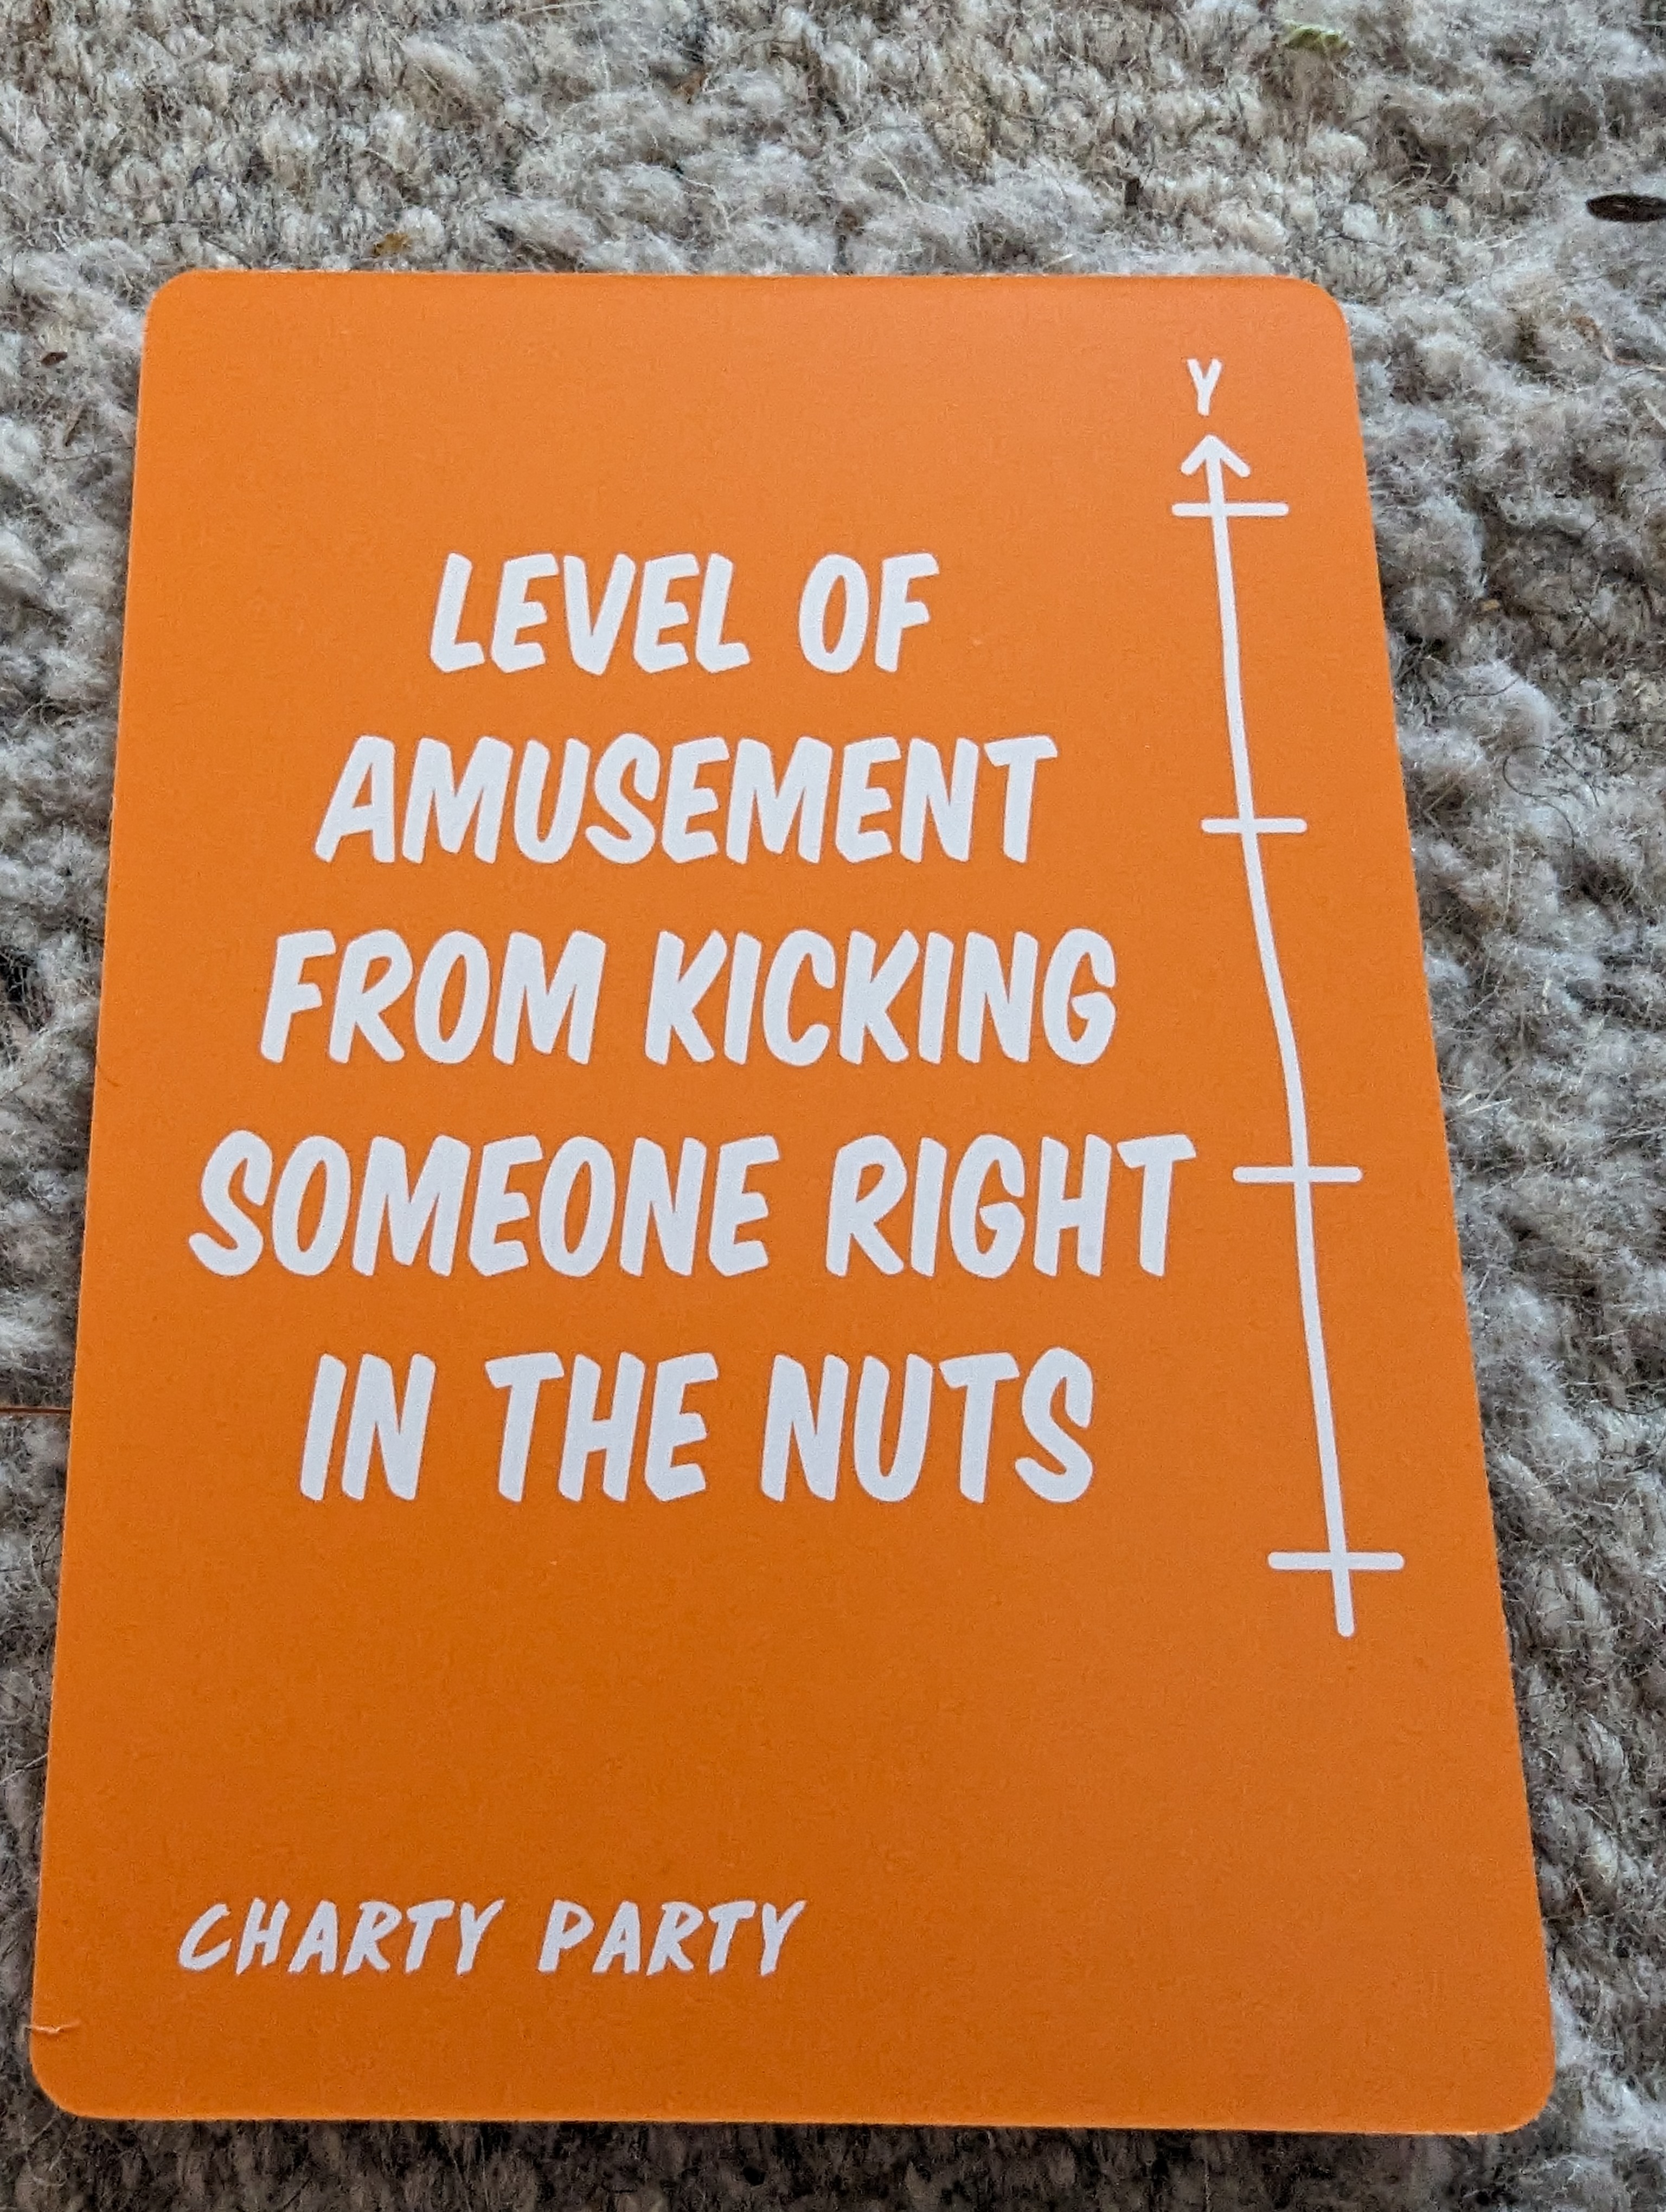 Y
LEVEL OF
AMUSEMENT
FROM KICKING
SOMEONE RIGHT
IN THE NUTS
CHARTY PARTY